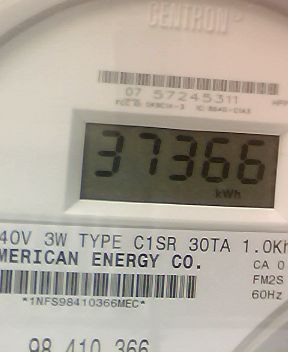 CENTRON
07 57245311
37366
kWh
40V 3W TYPE C1SR 30TA 1.0Kh
MERICAN ENERGY CO.
CA 0
FM2S
*1NFS98410366MEC*
60Hz
98 410 366